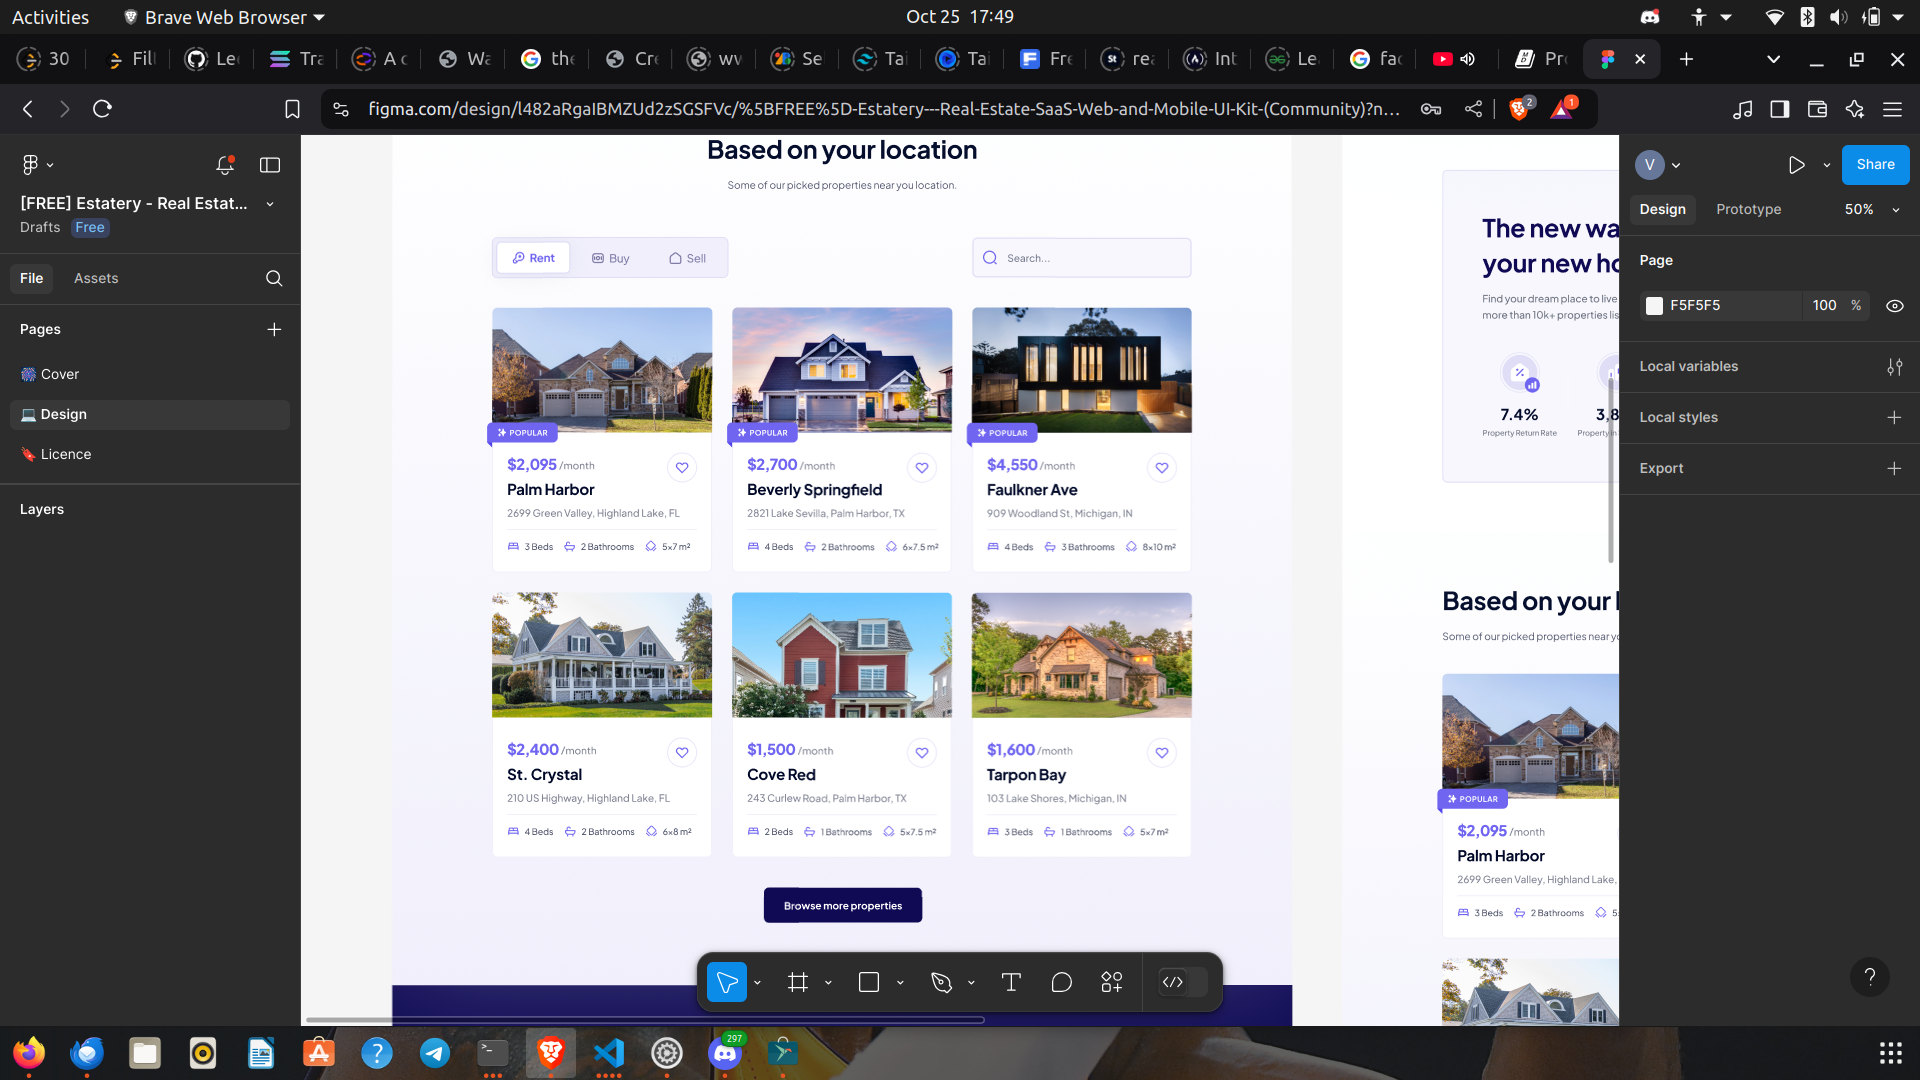 Activities
Brave Web Browser
Oct 25 17:49
30
Fill
Le
Tra
A c
Wa
the
Cre
wv
Se
Tai
Tai
Fre
rea
Int
Le
fac
Pr
figma.com/design/l482aRgaIBMZUd2zSGSFVc/%5BFREE%5D-Estatery---Real-Estate-SaaS-Web-and-Mobile-UI-Kit-(Community)?n...
2
1
[FREE] Estatery - Real Estat...
Drafts
Free
File
Assets
Pages
Cover
Design
Licence
Layers
Based on your location
Some of our picked properties near you location.
Rent
Buy
Sell
Search...
POPULAR
POPULAR
POPULAR
$2,095 /month
Palm Harbor
2699 Green Valley, Highland Lake, FL
3 Beds
2 Bathrooms
5x7 m²
$2,700 /month
Beverly Springfield
2821 Lake Sevilla, Palm Harbor, TX
4 Beds
2 Bathrooms
6x7.5 m²
$4,550 /month
Faulkner Ave
909 Woodland St, Michigan, IN
4 Beds
3 Bathrooms
8x10 m²
$2,400 /month
St. Crystal
210 US Highway, Highland Lake, FL
4 Beds
2 Bathrooms
6x8 m²
$1,500 /month
Cove Red
243 Curlew Road, Palm Harbor, TX
2 Beds
1 Bathrooms
5x7.5 m²
$1,600 /month
Tarpon Bay
103 Lake Shores, Michigan, IN
3 Beds
1 Bathrooms
5x7 m²
Browse more properties
The new wa
your new ho
Find your dream place to live
more than 10k+ properties lis
7.4%
Property Return Rate
3,8
Property in
Based on your l
Some of our picked properties near yo
POPULAR
$2,095 /month
Palm Harbor
2699 Green Valley, Highland Lake,
3 Beds
2 Bathrooms
5
V
Share
Design
Prototype
50%
Page
F5F5F5
100 %
Local variables
Local styles
Export
?
297